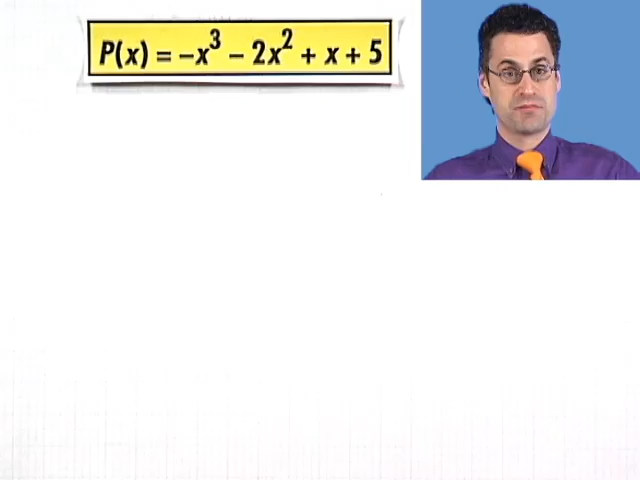 P(x) = –x³ – 2x² + x + 5